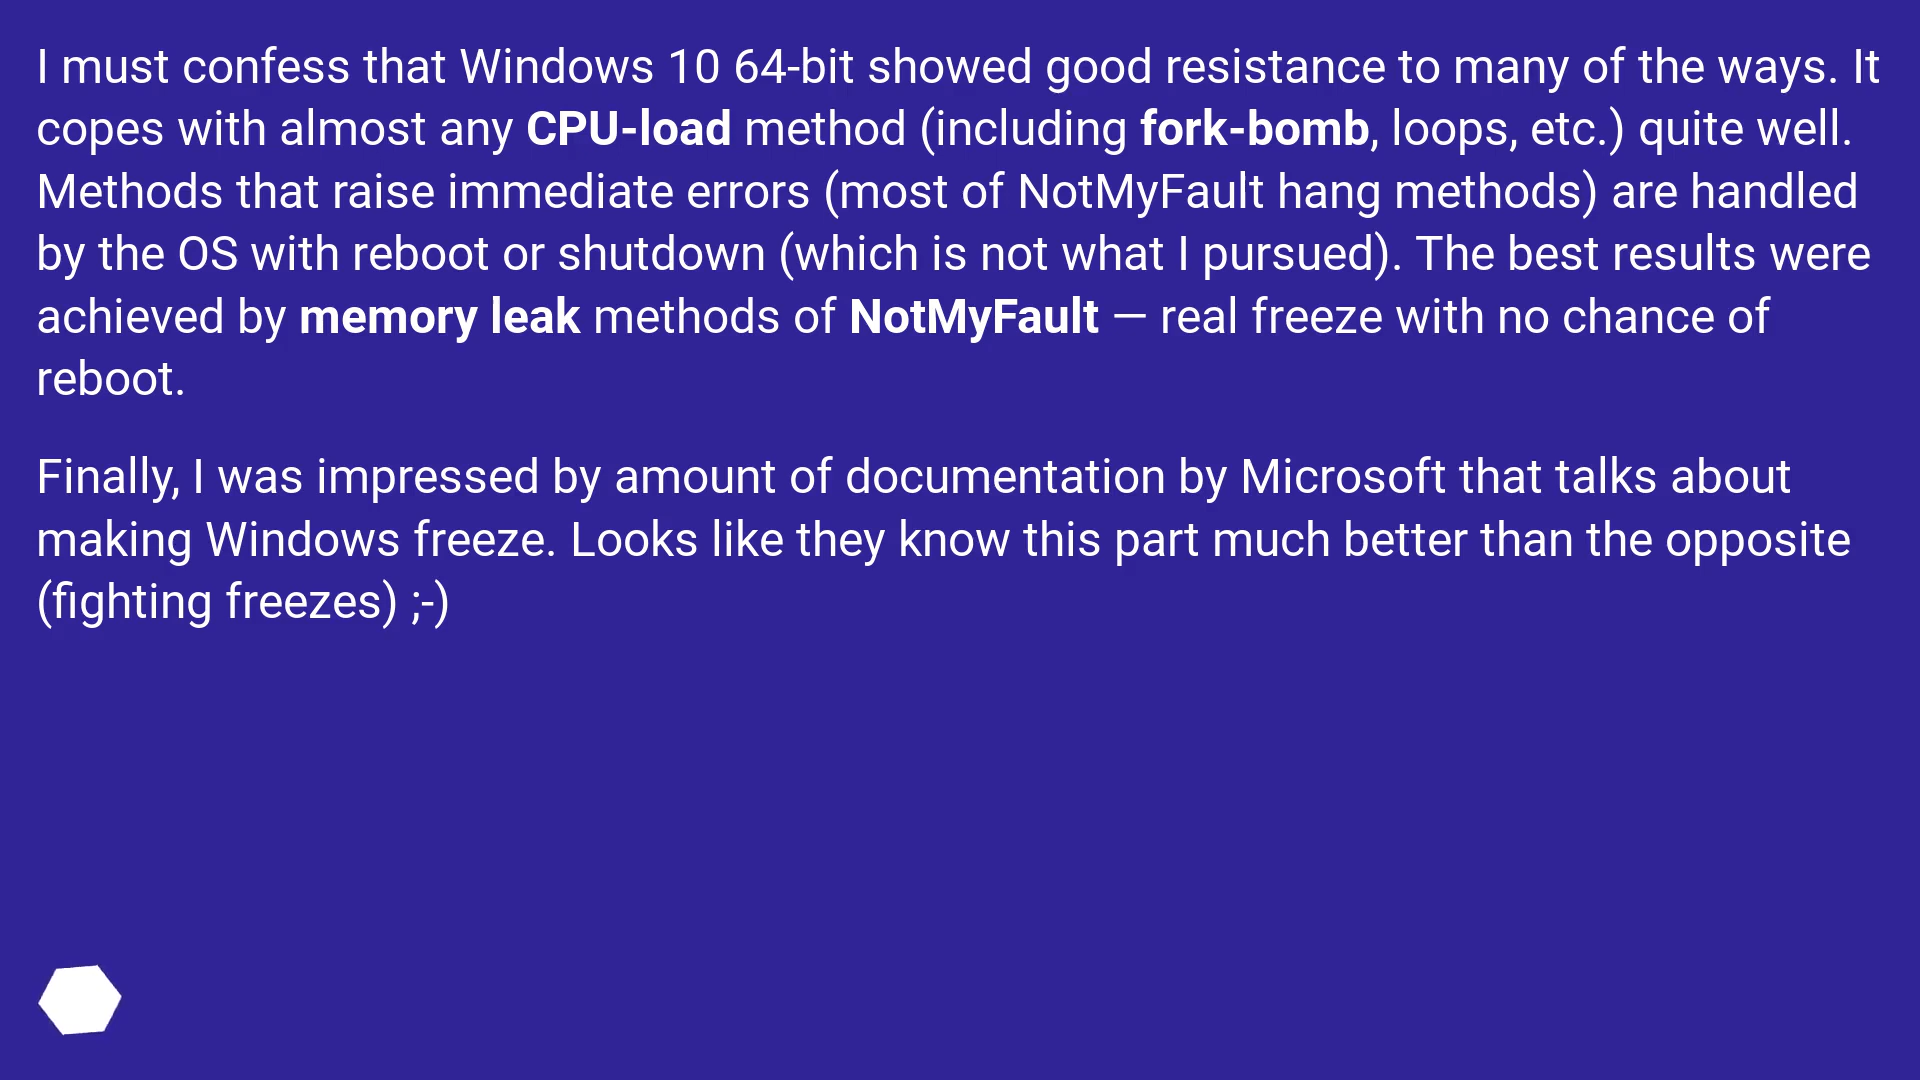 I must confess that Windows 10 64-bit showed good resistance to many of the ways. It
copes with almost any CPU-load method (including fork-bomb, loops, etc.) quite well.
Methods that raise immediate errors (most of NotMyFault hang methods) are handled
by the OS with reboot or shutdown (which is not what I pursued). The best results were
achieved by memory leak methods of NotMyFault — real freeze with no chance of
reboot.
Finally, I was impressed by amount of documentation by Microsoft that talks about
making Windows freeze. Looks like they know this part much better than the opposite
(fighting freezes) ;-)